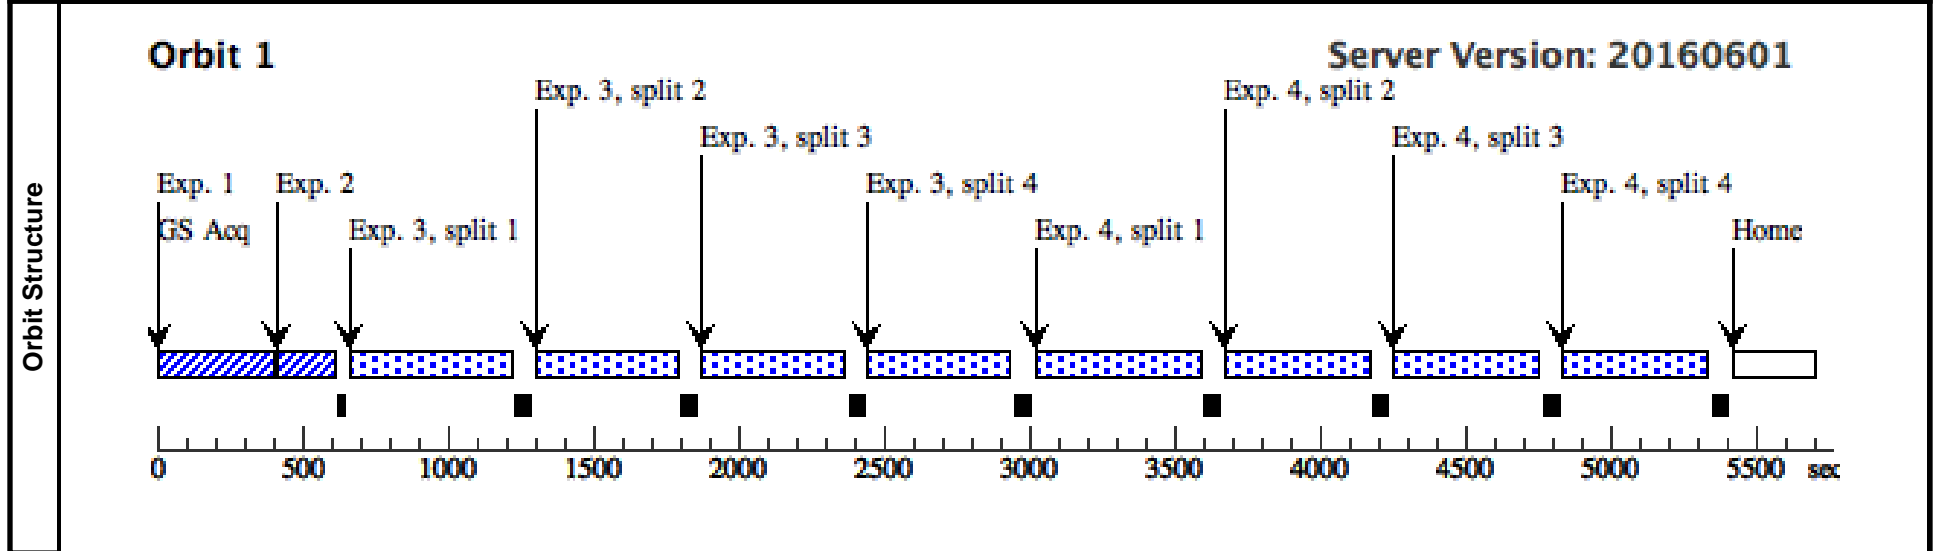 Orbit Structure
Orbit 1
Server Version: 20160601
Exp. 3, split 2
Exp. 4, split 2
Exp. 3, split 3
Exp. 4, split 3
Exp. 1
Exp. 2
Exp. 3, split 4
Exp. 4, split 4
GS Acq
Exp. 3, split 1
Exp. 4, split 1
Home
0 500 1000 1500 2000 2500 3000 3500 4000 4500 5000 5500 sec